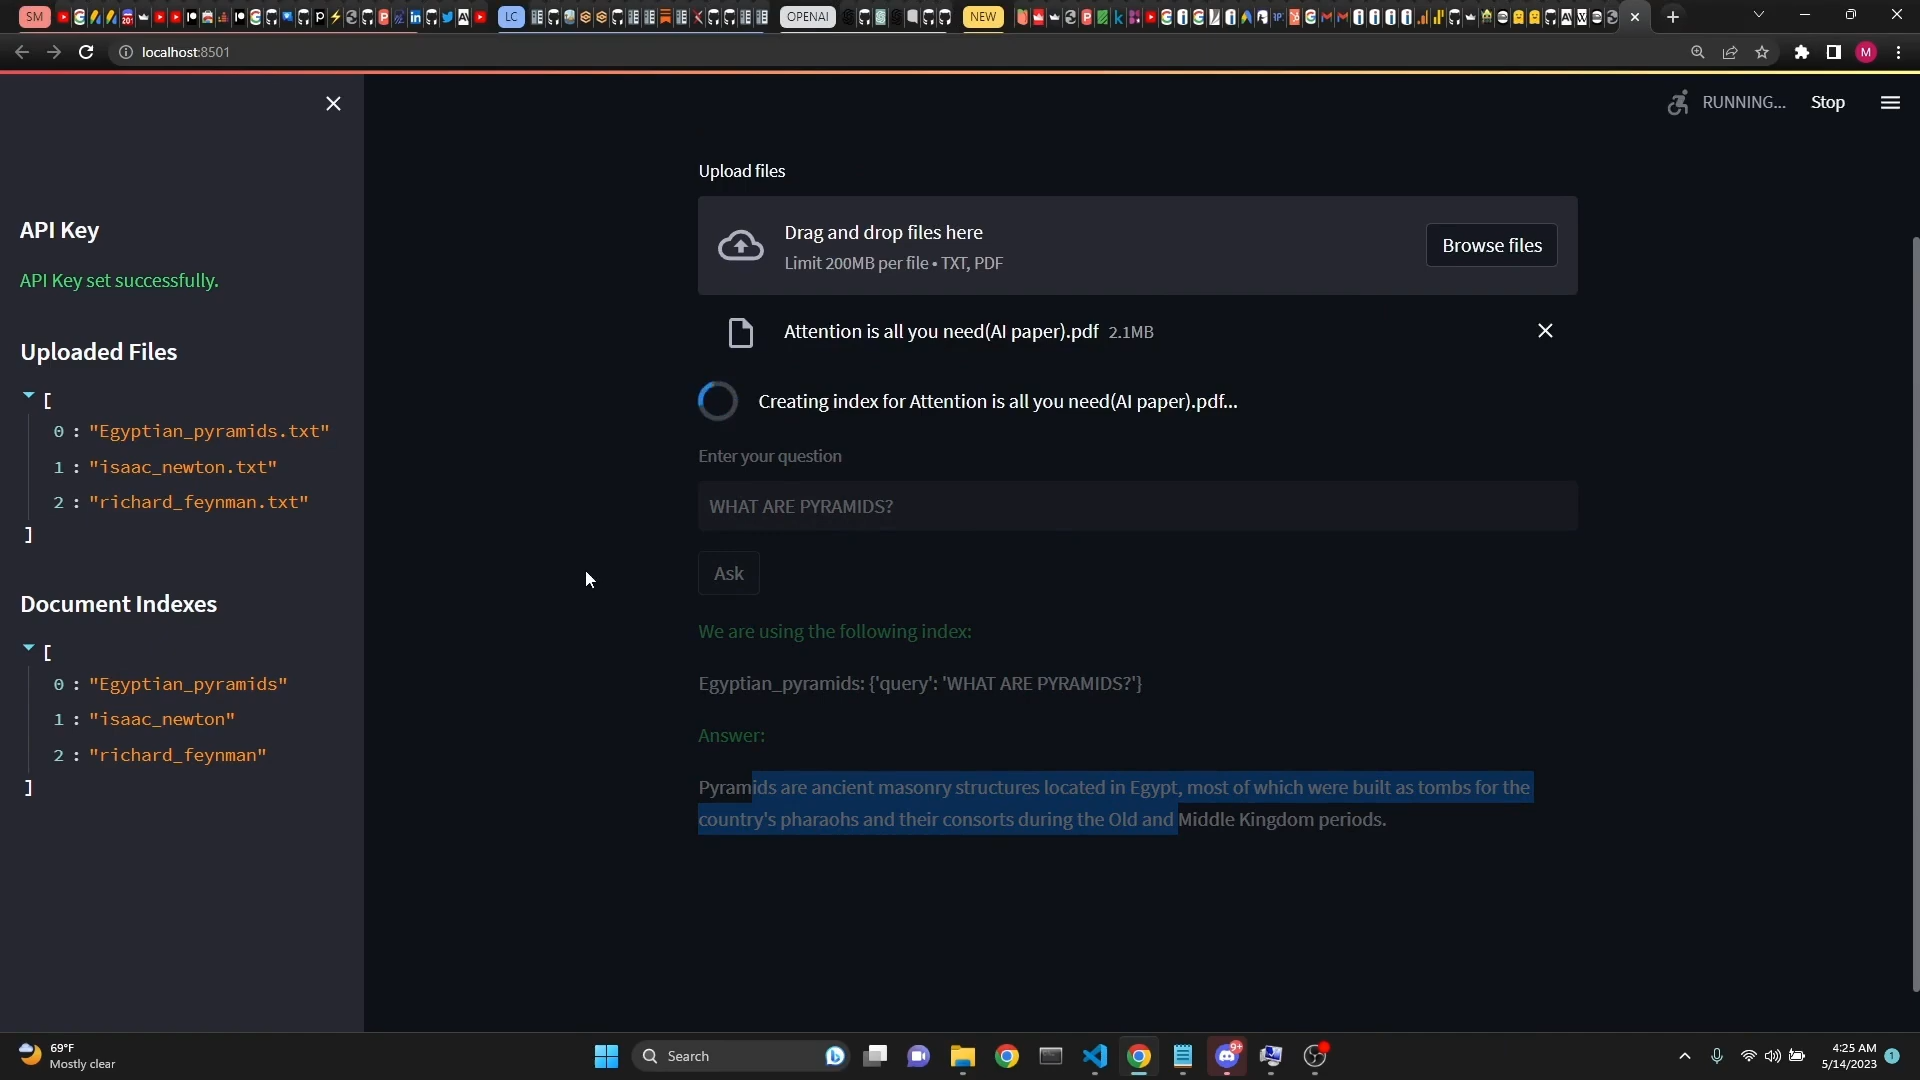 SM
LC
OPENAI
NEW
localhost:8501
M
RUNNING...
Stop
API Key
API Key set successfully.
Uploaded Files
[
0 : "Egyptian_pyramids.txt"
1 : "isaac_newton.txt"
2 : "richard_feynman.txt"
]
Document Indexes
[
0 : "Egyptian_pyramids"
1 : "isaac_newton"
2 : "richard_feynman"
]
Upload files
Drag and drop files here
Limit 200MB per file • TXT, PDF
Browse files
Attention is all you need(AI paper).pdf 2.1MB
Creating index for Attention is all you need(AI paper).pdf...
Enter your question
WHAT ARE PYRAMIDS?
Ask
We are using the following index:
Egyptian_pyramids: {'query': 'WHAT ARE PYRAMIDS?'}
Answer:
Pyramids are ancient masonry structures located in Egypt, most of which were built as tombs for the
country's pharaohs and their consorts during the Old and Middle Kingdom periods.
69°F
Mostly clear
Search
9+
4:25 AM
5/14/2023
1